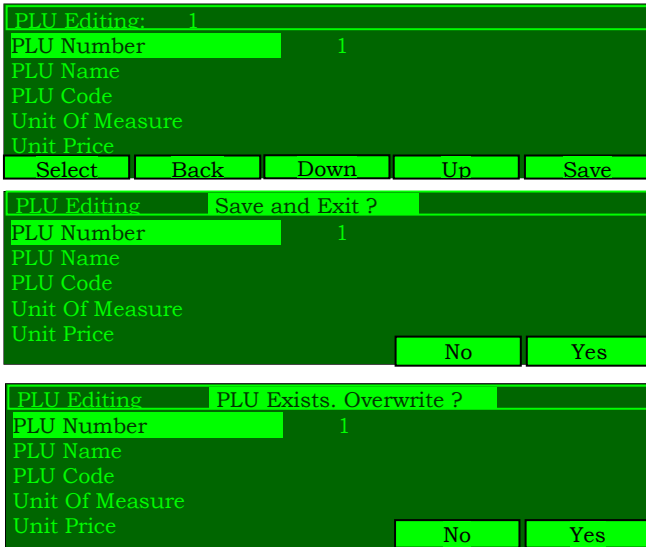 PLU Editing: 1
PLU Number 1
PLU Name
PLU Code
Unit Of Measure
Unit Price
Select Back Down Up Save
PLU Editing Save and Exit ?
PLU Number 1
PLU Name
PLU Code
Unit Of Measure
Unit Price
No Yes
PLU Editing PLU Exists. Overwrite ?
PLU Number 1
PLU Name
PLU Code
Unit Of Measure
Unit Price
No Yes